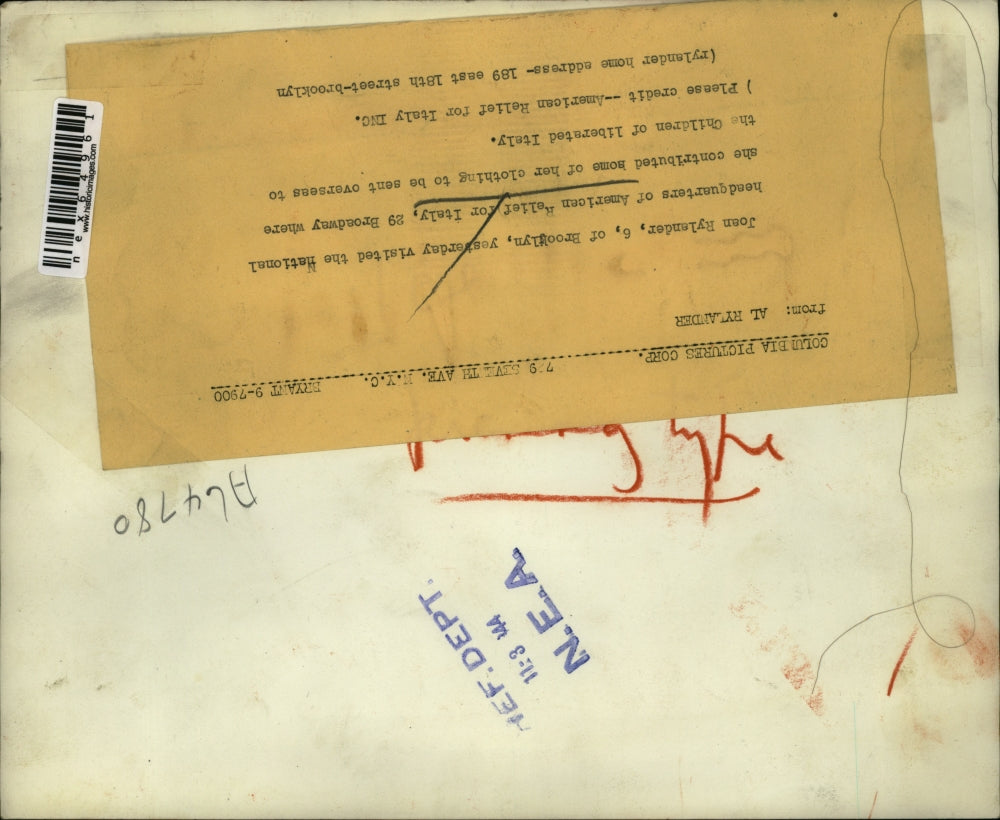 COLUMBIA PICTURES CORP. 729 SEVENTH AVE. N.Y.C. BRYANT 9-7900
from: AL RYLANDER
Joan Rylander, 6, of Brooklyn, yesterday visited the National
headquarters of American Relief for Italy, 29 Broadway where
she contributed some of her clothing to be sent overseas to
the Children of liberated Italy.
) Please credit --American Relief for Italy INC.
(rylander home address- 189 east 18th street-brooklyn
nex64961
www.historicimages.com
type
A64780
REF. DEPT.
11-3 44
N.E.A.